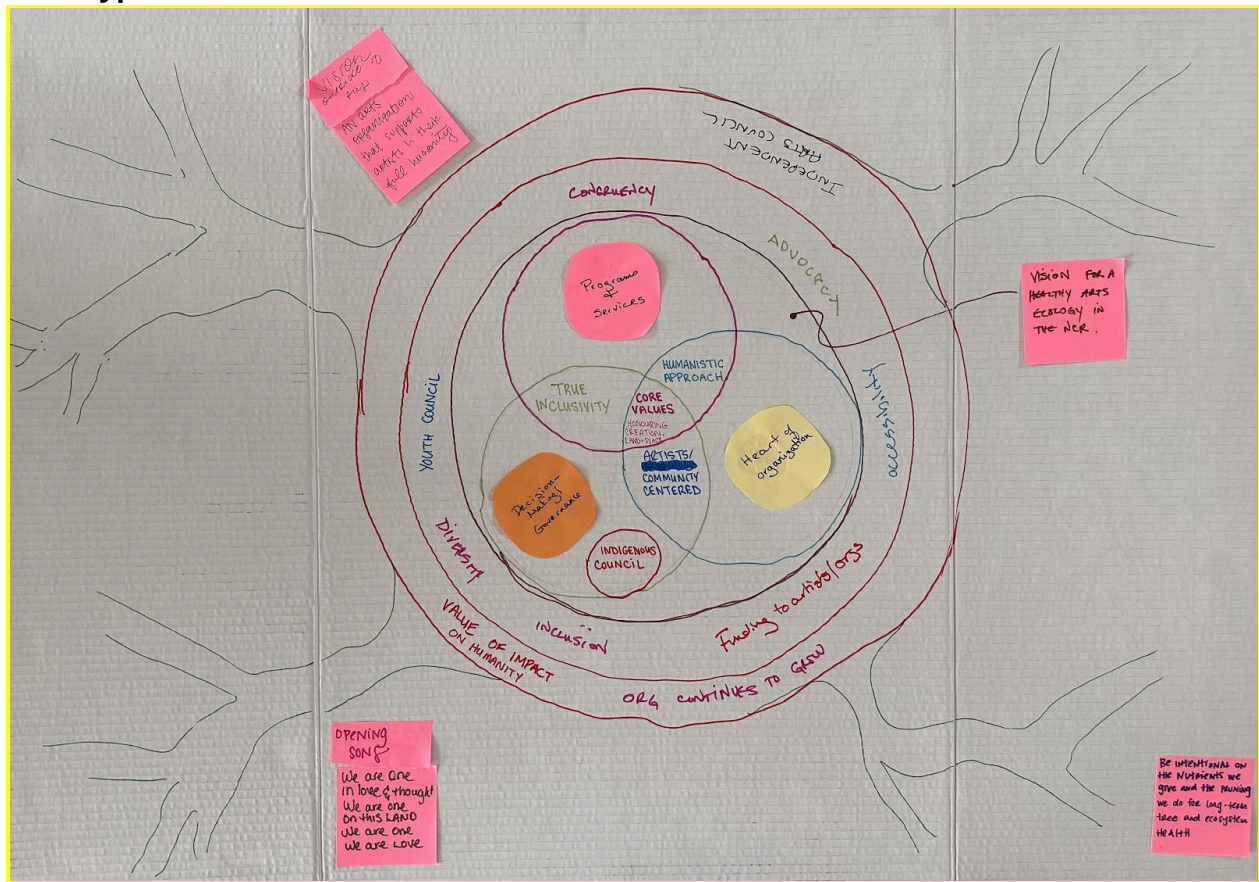 VISION
OUTSIDE
AN ARTS
ORGANIZATION/
that supports
artists in their
full humanity
INDEPENDENT
ARTS COUNCIL
CONGRUENCY
ADVOCACY
Programs
+
Services
VISION FOR A
HEALTHY ARTS
ECOLOGY IN
THE NCR.
HUMANISTIC
APPROACH
TRUE
INCLUSIVITY
CORE
VALUES
HONOURING
CREATION,
LAND + PLACE
YOUTH COUNCIL
accessibility
Heart of
organization
ARTISTS/
COMMUNITY
CENTERED
Decision-
Making/
Governance
INDIGENOUS
COUNCIL
DIVERSITY
INCLUSION
Funding to artists/orgs
VALUE OF IMPACT
ON HUMANITY
ORG CONTINUES TO GROW
OPENING
SONG
We are One
in love & thought
We are one
on THIS LAND
We are one
We are LOVE
BE INTENTIONAL ON
the NUTRIENTS WE
give and the PRUNING
WE do for long-term
tree and ecosystem
HEALTH